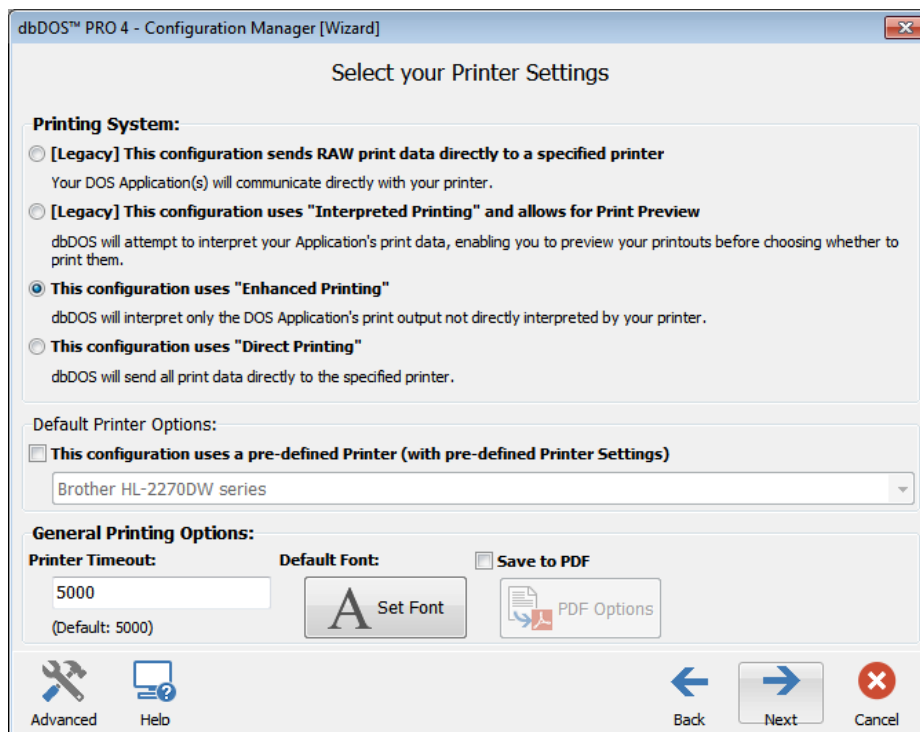 dbDOS™ PRO 4 - Configuration Manager [Wizard]
Select your Printer Settings
Printing System:
[Legacy] This configuration sends RAW print data directly to a specified printer
Your DOS Application(s) will communicate directly with your printer.
[Legacy] This configuration uses "Interpreted Printing" and allows for Print Preview
dbDOS will attempt to interpret your Application's print data, enabling you to preview your printouts before choosing whether to
print them.
This configuration uses "Enhanced Printing"
dbDOS will interpret only the DOS Application's print output not directly interpreted by your printer.
This configuration uses "Direct Printing"
dbDOS will send all print data directly to the specified printer.
Default Printer Options:
This configuration uses a pre-defined Printer (with pre-defined Printer Settings)
Brother HL-2270DW series
General Printing Options:
Printer Timeout: Default Font: Save to PDF
5000 A Set Font PDF Options
(Default: 5000)
Advanced Help Back Next Cancel